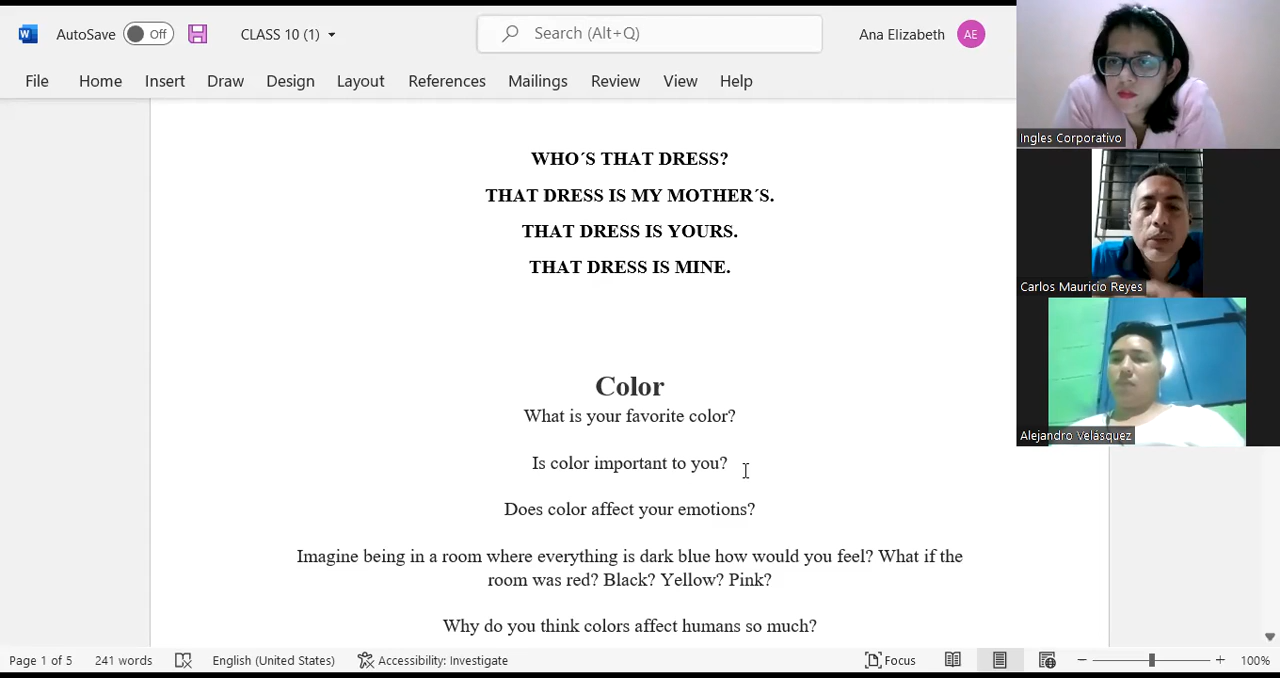 AutoSave Off CLASS 10 (1) Search (Alt+Q) Ana Elizabeth AE
File Home Insert Draw Design Layout References Mailings Review View Help
Ingles Corporativo
Carlos Mauricio Reyes
Alejandro Velásquez
WHO´S THAT DRESS?
THAT DRESS IS MY MOTHER´S.
THAT DRESS IS YOURS.
THAT DRESS IS MINE.
Color
What is your favorite color?
Is color important to you?
Does color affect your emotions?
Imagine being in a room where everything is dark blue how would you feel? What if the
room was red? Black? Yellow? Pink?
Why do you think colors affect humans so much?
Page 1 of 5 241 words English (United States) Accessibility: Investigate Focus 100%